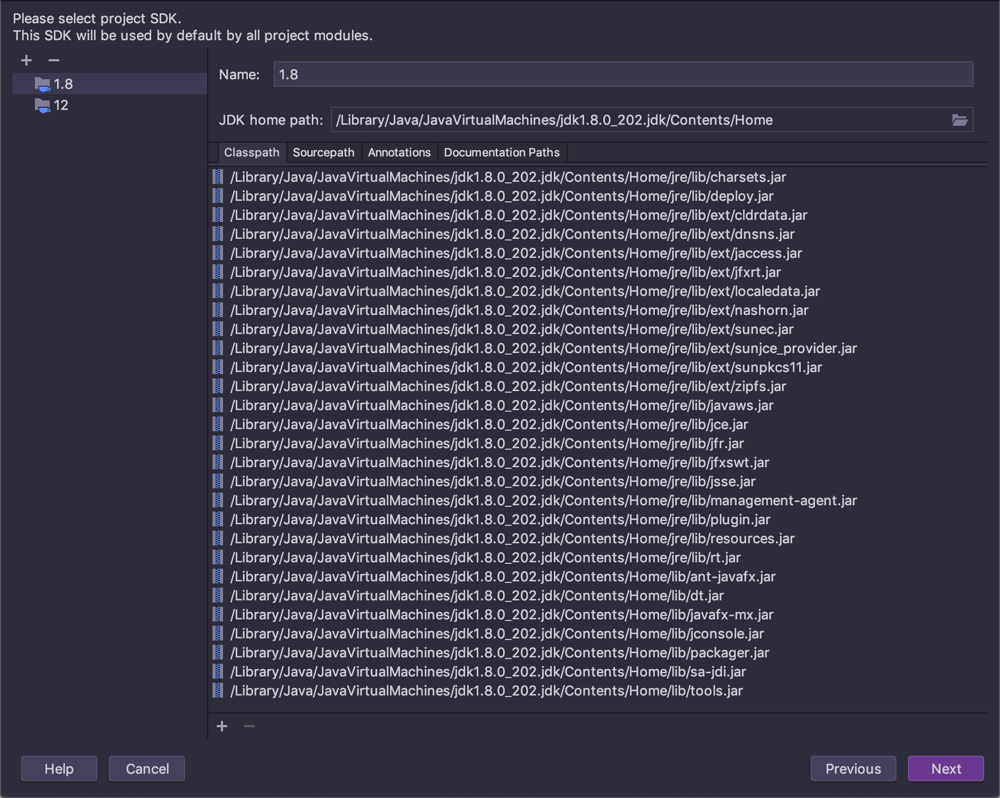 Please select project SDK.
This SDK will be used by default by all project modules.
1.8
12
Name: 1.8
JDK home path: /Library/Java/JavaVirtualMachines/jdk1.8.0_202.jdk/Contents/Home
Classpath Sourcepath Annotations Documentation Paths
/Library/Java/JavaVirtualMachines/jdk1.8.0_202.jdk/Contents/Home/jre/lib/charsets.jar
/Library/Java/JavaVirtualMachines/jdk1.8.0_202.jdk/Contents/Home/jre/lib/deploy.jar
/Library/Java/JavaVirtualMachines/jdk1.8.0_202.jdk/Contents/Home/jre/lib/ext/cldrdata.jar
/Library/Java/JavaVirtualMachines/jdk1.8.0_202.jdk/Contents/Home/jre/lib/ext/dnsns.jar
/Library/Java/JavaVirtualMachines/jdk1.8.0_202.jdk/Contents/Home/jre/lib/ext/jaccess.jar
/Library/Java/JavaVirtualMachines/jdk1.8.0_202.jdk/Contents/Home/jre/lib/ext/jfxrt.jar
/Library/Java/JavaVirtualMachines/jdk1.8.0_202.jdk/Contents/Home/jre/lib/ext/localedata.jar
/Library/Java/JavaVirtualMachines/jdk1.8.0_202.jdk/Contents/Home/jre/lib/ext/nashorn.jar
/Library/Java/JavaVirtualMachines/jdk1.8.0_202.jdk/Contents/Home/jre/lib/ext/sunec.jar
/Library/Java/JavaVirtualMachines/jdk1.8.0_202.jdk/Contents/Home/jre/lib/ext/sunjce_provider.jar
/Library/Java/JavaVirtualMachines/jdk1.8.0_202.jdk/Contents/Home/jre/lib/ext/sunpkcs11.jar
/Library/Java/JavaVirtualMachines/jdk1.8.0_202.jdk/Contents/Home/jre/lib/ext/zipfs.jar
/Library/Java/JavaVirtualMachines/jdk1.8.0_202.jdk/Contents/Home/jre/lib/javaws.jar
/Library/Java/JavaVirtualMachines/jdk1.8.0_202.jdk/Contents/Home/jre/lib/jce.jar
/Library/Java/JavaVirtualMachines/jdk1.8.0_202.jdk/Contents/Home/jre/lib/jfr.jar
/Library/Java/JavaVirtualMachines/jdk1.8.0_202.jdk/Contents/Home/jre/lib/jfxswt.jar
/Library/Java/JavaVirtualMachines/jdk1.8.0_202.jdk/Contents/Home/jre/lib/jsse.jar
/Library/Java/JavaVirtualMachines/jdk1.8.0_202.jdk/Contents/Home/jre/lib/management-agent.jar
/Library/Java/JavaVirtualMachines/jdk1.8.0_202.jdk/Contents/Home/jre/lib/plugin.jar
/Library/Java/JavaVirtualMachines/jdk1.8.0_202.jdk/Contents/Home/jre/lib/resources.jar
/Library/Java/JavaVirtualMachines/jdk1.8.0_202.jdk/Contents/Home/jre/lib/rt.jar
/Library/Java/JavaVirtualMachines/jdk1.8.0_202.jdk/Contents/Home/lib/ant-javafx.jar
/Library/Java/JavaVirtualMachines/jdk1.8.0_202.jdk/Contents/Home/lib/dt.jar
/Library/Java/JavaVirtualMachines/jdk1.8.0_202.jdk/Contents/Home/lib/javafx-mx.jar
/Library/Java/JavaVirtualMachines/jdk1.8.0_202.jdk/Contents/Home/lib/jconsole.jar
/Library/Java/JavaVirtualMachines/jdk1.8.0_202.jdk/Contents/Home/lib/packager.jar
/Library/Java/JavaVirtualMachines/jdk1.8.0_202.jdk/Contents/Home/lib/sa-jdi.jar
/Library/Java/JavaVirtualMachines/jdk1.8.0_202.jdk/Contents/Home/lib/tools.jar
Help Cancel Previous Next